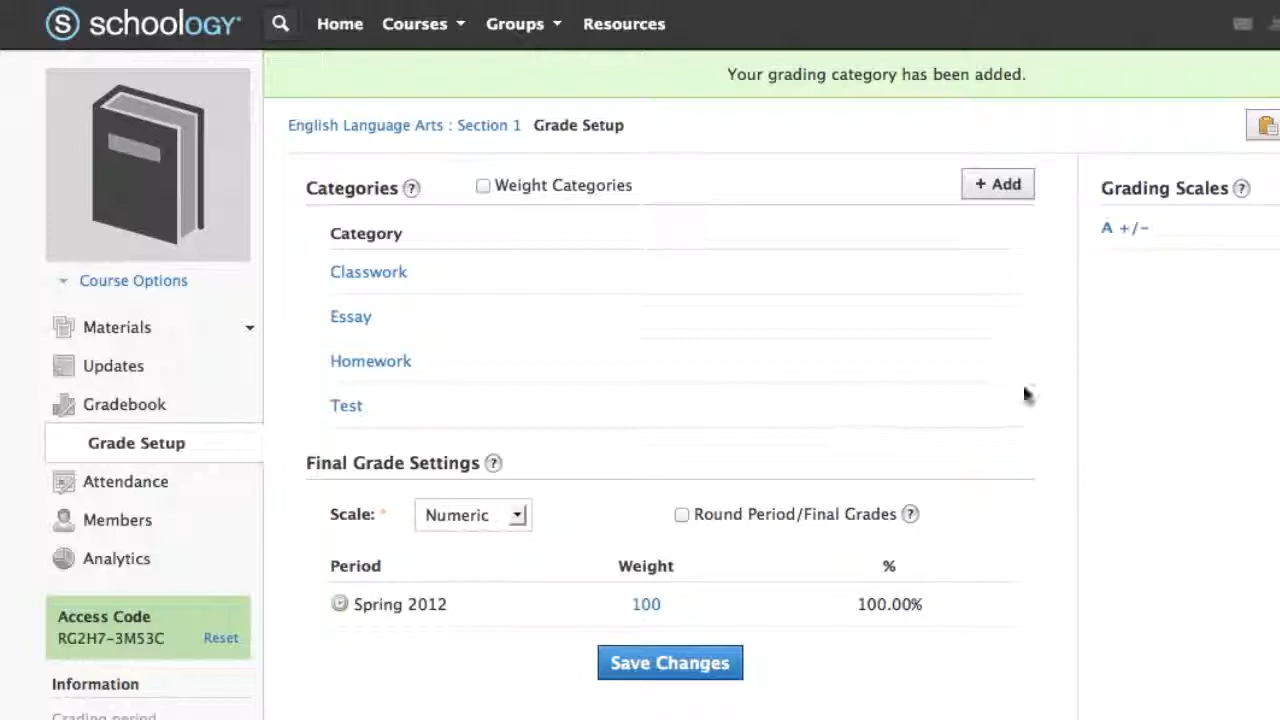 schoology
Home Courses Groups Resources
Your grading category has been added.
English Language Arts : Section 1 Grade Setup
Categories ? Weight Categories + Add Grading Scales ?
A +/-
Category
Classwork
Essay
Homework
Test
Final Grade Settings ?
Scale: * Numeric Round Period/Final Grades ?
Period Weight %
Spring 2012 100 100.00%
Save Changes
Course Options
Materials
Updates
Gradebook
Grade Setup
Attendance
Members
Analytics
Access Code
RG2H7-3M53C Reset
Information
Grading period